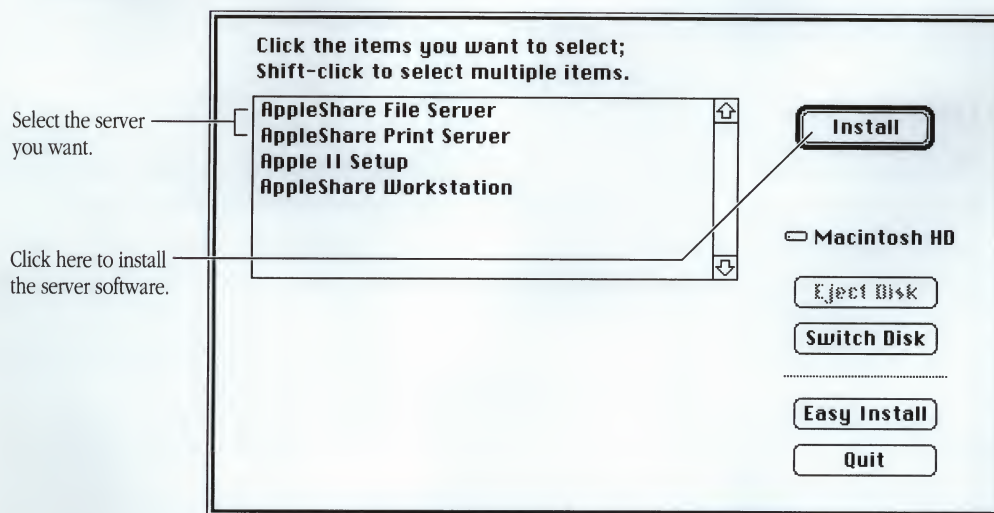 Click the items you want to select;
Shift-click to select multiple items.
Select the server
you want.
AppleShare File Server
AppleShare Print Server
Apple II Setup
AppleShare Workstation
Install
Click here to install
the server software.
Macintosh HD
Eject Disk
Switch Disk
Easy Install
Quit